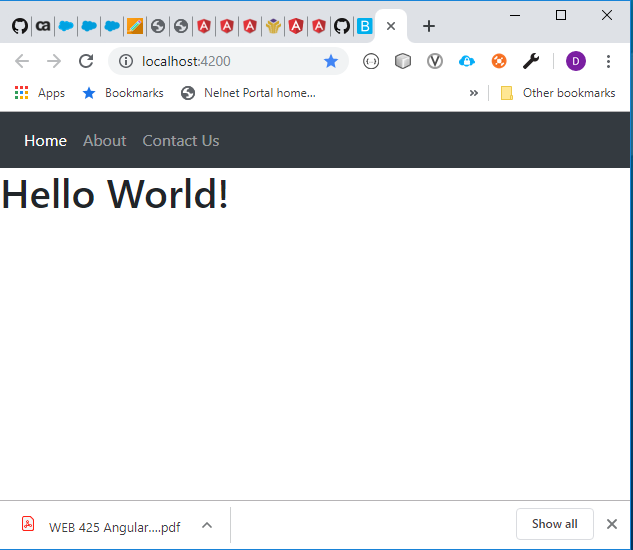 ca
B
localhost:4200
V
D
Apps
Bookmarks
Nelnet Portal home...
»
Other bookmarks
Home
About
Contact Us
Hello World!
WEB 425 Angular....pdf
Show all